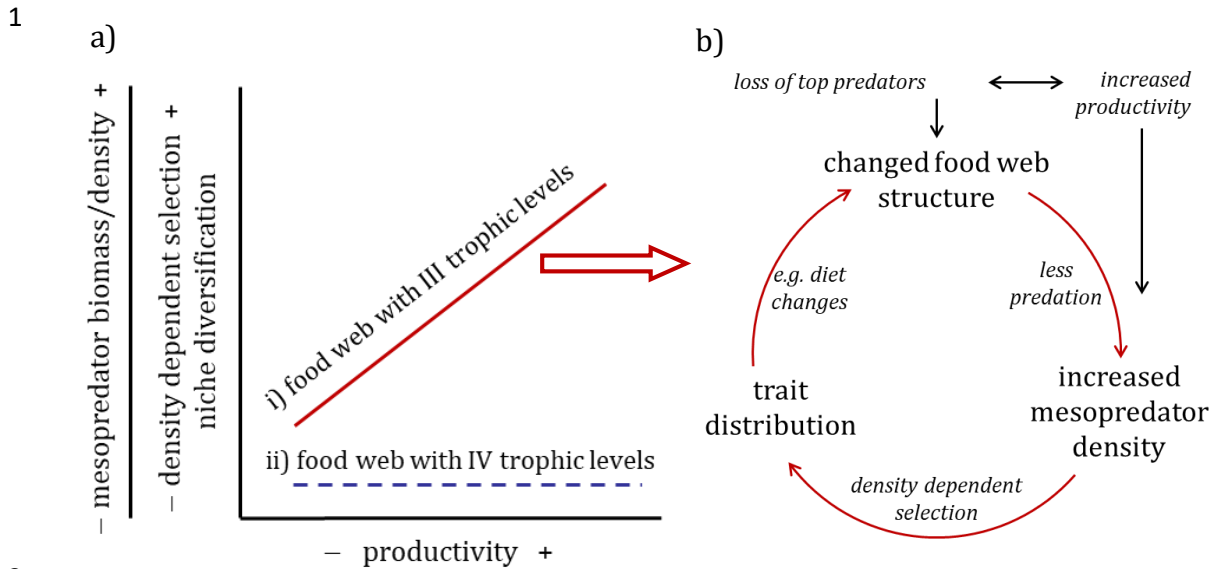 1
a)
– mesopredator biomass/density +
– density dependent selection +
niche diversification
i) food web with III trophic levels
ii) food web with IV trophic levels
– productivity +
b)
loss of top predators
increased
productivity
changed food web
structure
e.g. diet
changes
less
predation
trait
distribution
increased
mesopredator
density
density dependent
selection